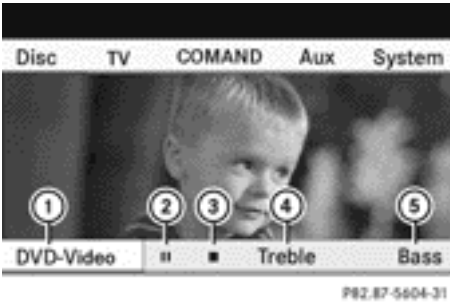 Disc TV COMAND Aux System
1 2 3 4 5
DVD-Video Treble Bass
P82.87-5604-31